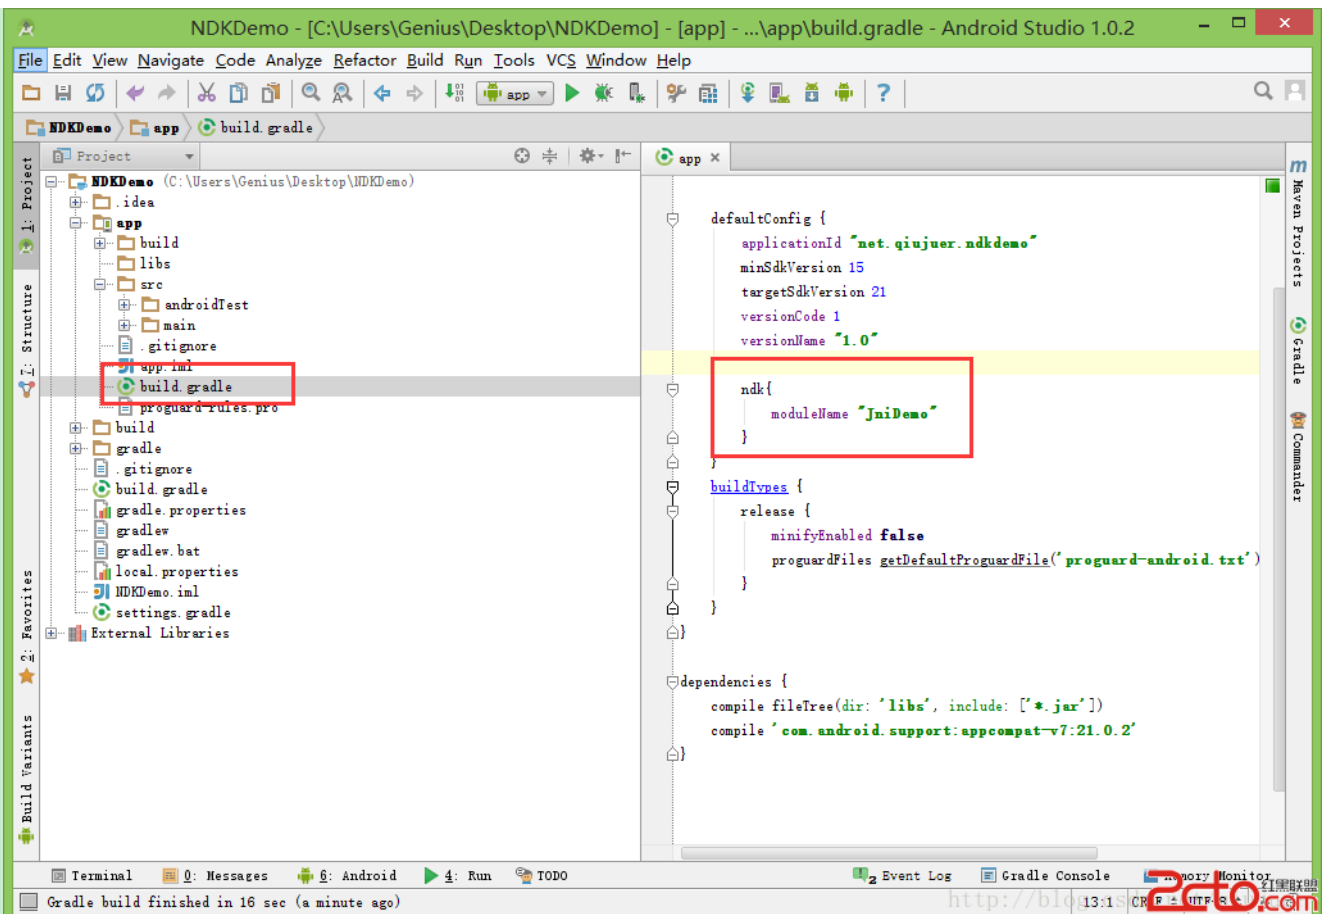 NDKDemo - [C:\Users\Genius\Desktop\NDKDemo] - [app] - ...\app\build.gradle - Android Studio 1.0.2
File Edit View Navigate Code Analyze Refactor Build Run Tools VCS Window Help
app
NDKDemo app build.gradle
Project
app
1: Project
7: Structure
2: Favorites
Build Variants
NDKDemo (C:\Users\Genius\Desktop\NDKDemo)
.idea
app
build
libs
src
androidTest
main
.gitignore
app.iml
build.gradle
proguard-rules.pro
build
gradle
.gitignore
build.gradle
gradle.properties
gradlew
gradlew.bat
local.properties
NDKDemo.iml
settings.gradle
External Libraries
defaultConfig {
applicationId "net.qiujuer.ndkdemo"
minSdkVersion 15
targetSdkVersion 21
versionCode 1
versionName "1.0"
ndk{
moduleName "JniDemo"
}
}
buildTypes {
release {
minifyEnabled false
proguardFiles getDefaultProguardFile('proguard-android.txt')
}
}
}
dependencies {
compile fileTree(dir: 'libs', include: ['*.jar'])
compile 'com.android.support:appcompat-v7:21.0.2'
}
m Maven Projects
Gradle
Commander
Terminal 0: Messages 6: Android 4: Run TODO 2 Event Log Gradle Console Memory Monitor
Gradle build finished in 16 sec (a minute ago)
13:1
2cto.com
红黑联盟